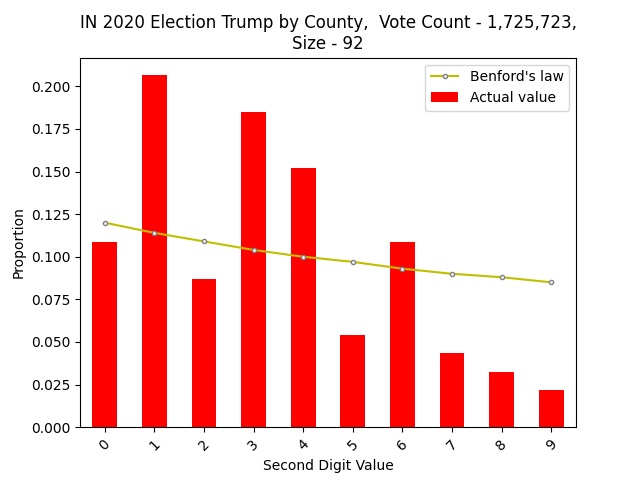 IN 2020 Election Trump by County,  Vote Count - 1,725,723,
Size - 92
Benford's law
Actual value
0.200
0.175
0.150
0.125
0.100
0.075
0.050
0.025
0.000
Proportion
0 1 2 3 4 5 6 7 8 9
Second Digit Value